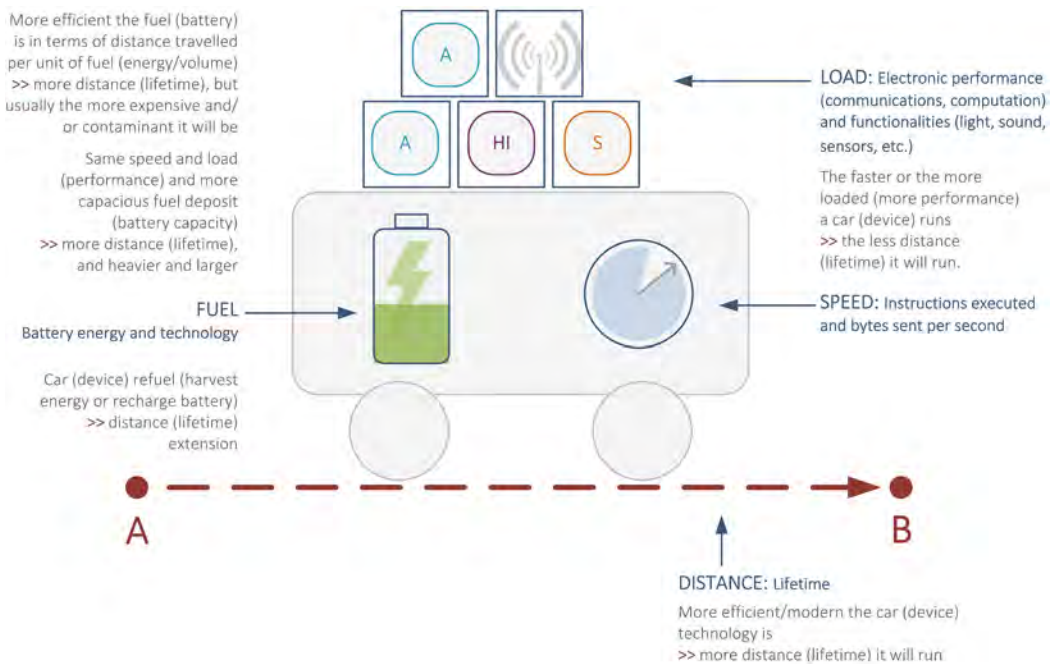 More efficient the fuel (battery)
is in terms of distance travelled
per unit of fuel (energy/volume)
>> more distance (lifetime), but
usually the more expensive and/
or contaminant it will be
Same speed and load
(performance) and more
capacious fuel deposit
(battery capacity)
>> more distance (lifetime),
and heavier and larger
FUEL
Battery energy and technology
Car (device) refuel (harvest
energy or recharge battery)
>> distance (lifetime)
extension
A
A
HI
S
LOAD: Electronic performance
(communications, computation)
and functionalities (light, sound,
sensors, etc.)
The faster or the more
loaded (more performance)
a car (device) runs
>> the less distance
(lifetime) it will run.
SPEED: Instructions executed
and bytes sent per second
A
B
DISTANCE: Lifetime
More efficient/modern the car (device)
technology is
>> more distance (lifetime) it will run